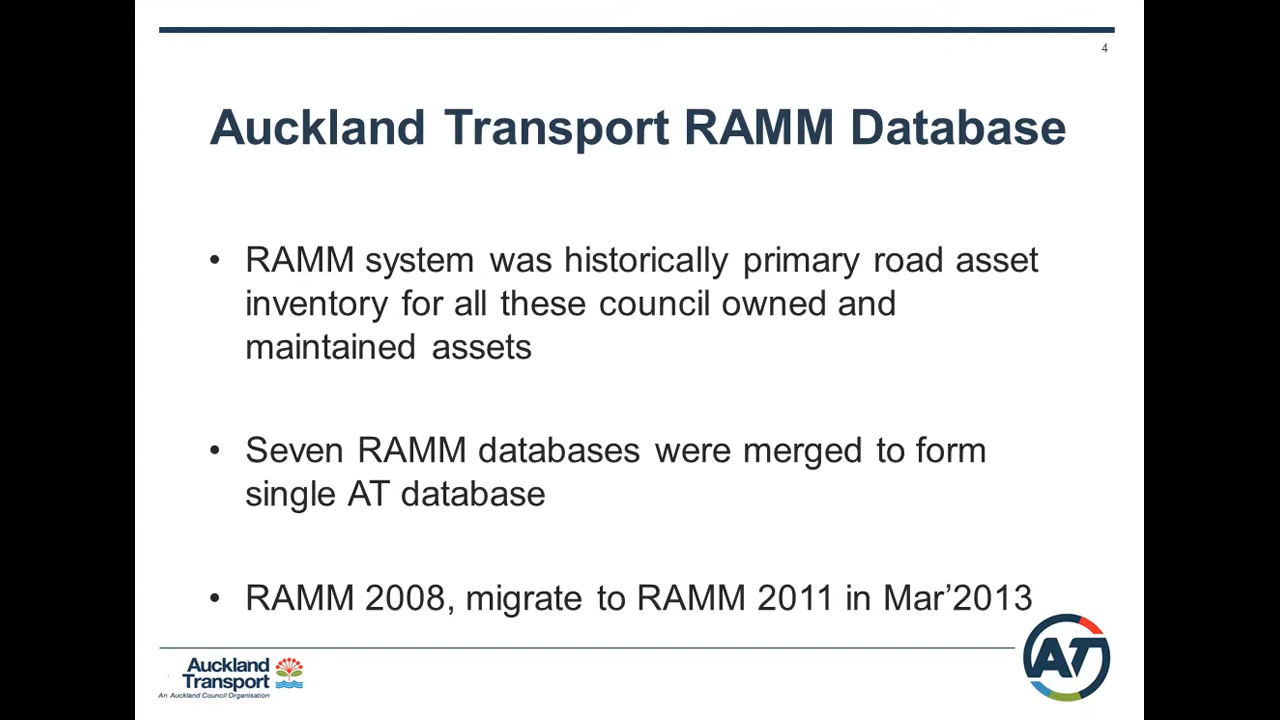 4
Auckland Transport RAMM Database
• RAMM system was historically primary road asset
inventory for all these council owned and
maintained assets
• Seven RAMM databases were merged to form
single AT database
• RAMM 2008, migrate to RAMM 2011 in Mar’2013
Auckland
Transport
An Auckland Council Organisation
AT